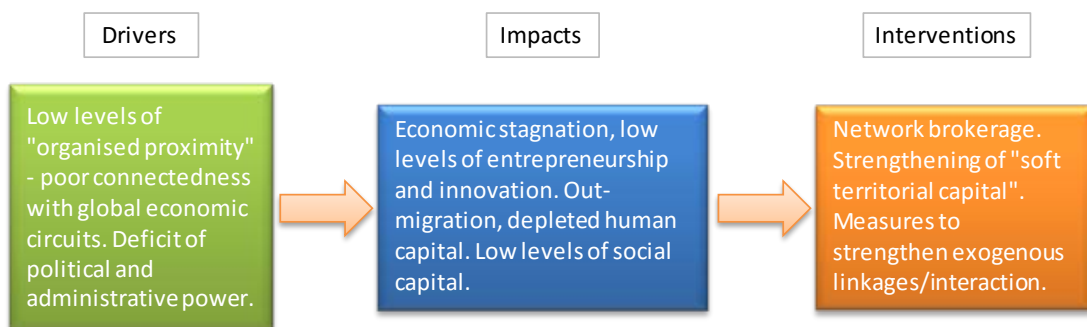 Drivers
Impacts
Interventions
Low levels of
"organised proximity"
- poor connectedness
with global economic
circuits. Deficit of
political and
administrative power.
Economic stagnation, low
levels of entrepreneurship
and innovation. Out-
migration, depleted human
capital. Low levels of social
capital.
Network brokerage.
Strengthening of "soft
territorial capital".
Measures to
strengthen exogenous
linkages/interaction.